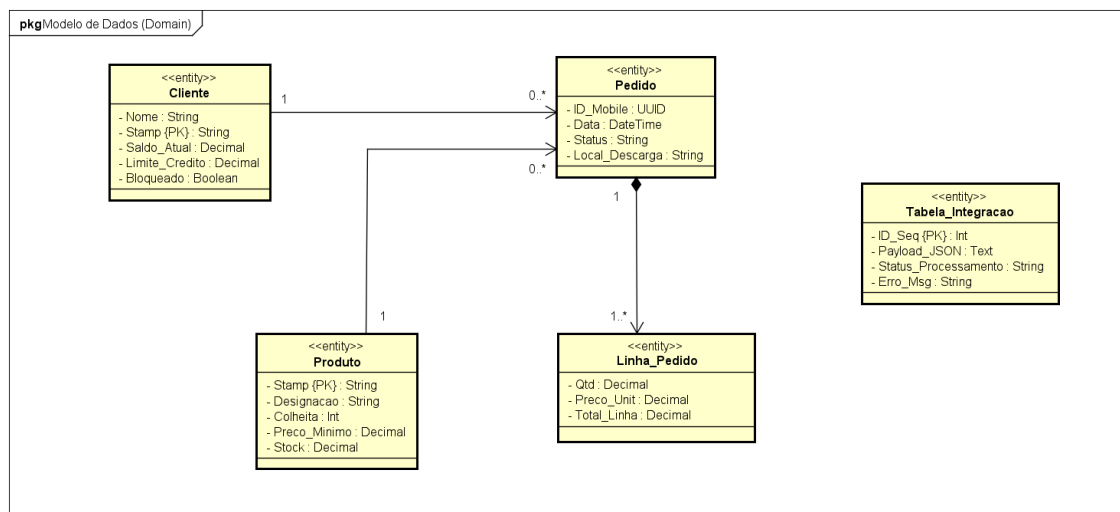 pkg Modelo de Dados (Domain)
<<entity>>
Cliente
- Nome : String
- Stamp {PK} : String
- Saldo_Atual : Decimal
- Limite_Credito : Decimal
- Bloqueado : Boolean
1
0..*
<<entity>>
Pedido
- ID_Mobile : UUID
- Data : DateTime
- Status : String
- Local_Descarga : String
0..*
1
<<entity>>
Tabela_Integracao
- ID_Seq {PK} : Int
- Payload_JSON : Text
- Status_Processamento : String
- Erro_Msg : String
1
1..*
<<entity>>
Produto
- Stamp {PK} : String
- Designacao : String
- Colheita : Int
- Preco_Minimo : Decimal
- Stock : Decimal
<<entity>>
Linha_Pedido
- Qtd : Decimal
- Preco_Unit : Decimal
- Total_Linha : Decimal